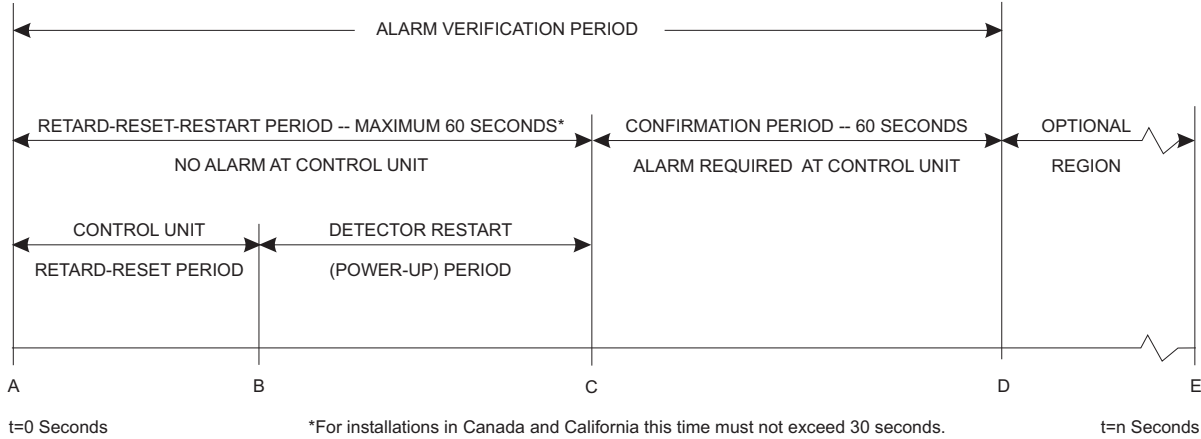 ALARM VERIFICATION PERIOD
RETARD-RESET-RESTART PERIOD -- MAXIMUM 60 SECONDS*
CONFIRMATION PERIOD -- 60 SECONDS
OPTIONAL
NO ALARM AT CONTROL UNIT
ALARM REQUIRED AT CONTROL UNIT
REGION
CONTROL UNIT
DETECTOR RESTART
RETARD-RESET PERIOD
(POWER-UP) PERIOD
A
B
C
D
E
t=0 Seconds
*For installations in Canada and California this time must not exceed 30 seconds.
t=n Seconds